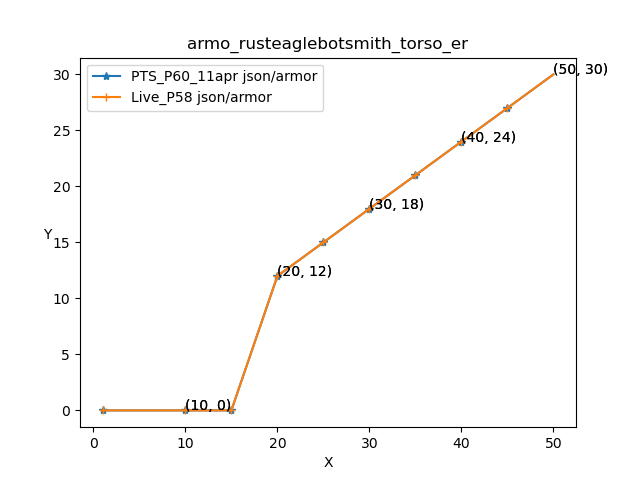 armo_rusteaglebotsmith_torso_er
PTS_P60_11apr json/armor
Live_P58 json/armor
Y
30
25
20
15
10
5
0
(50, 30)
(40, 24)
(30, 18)
(20, 12)
(10, 0)
0 10 20 30 40 50
X